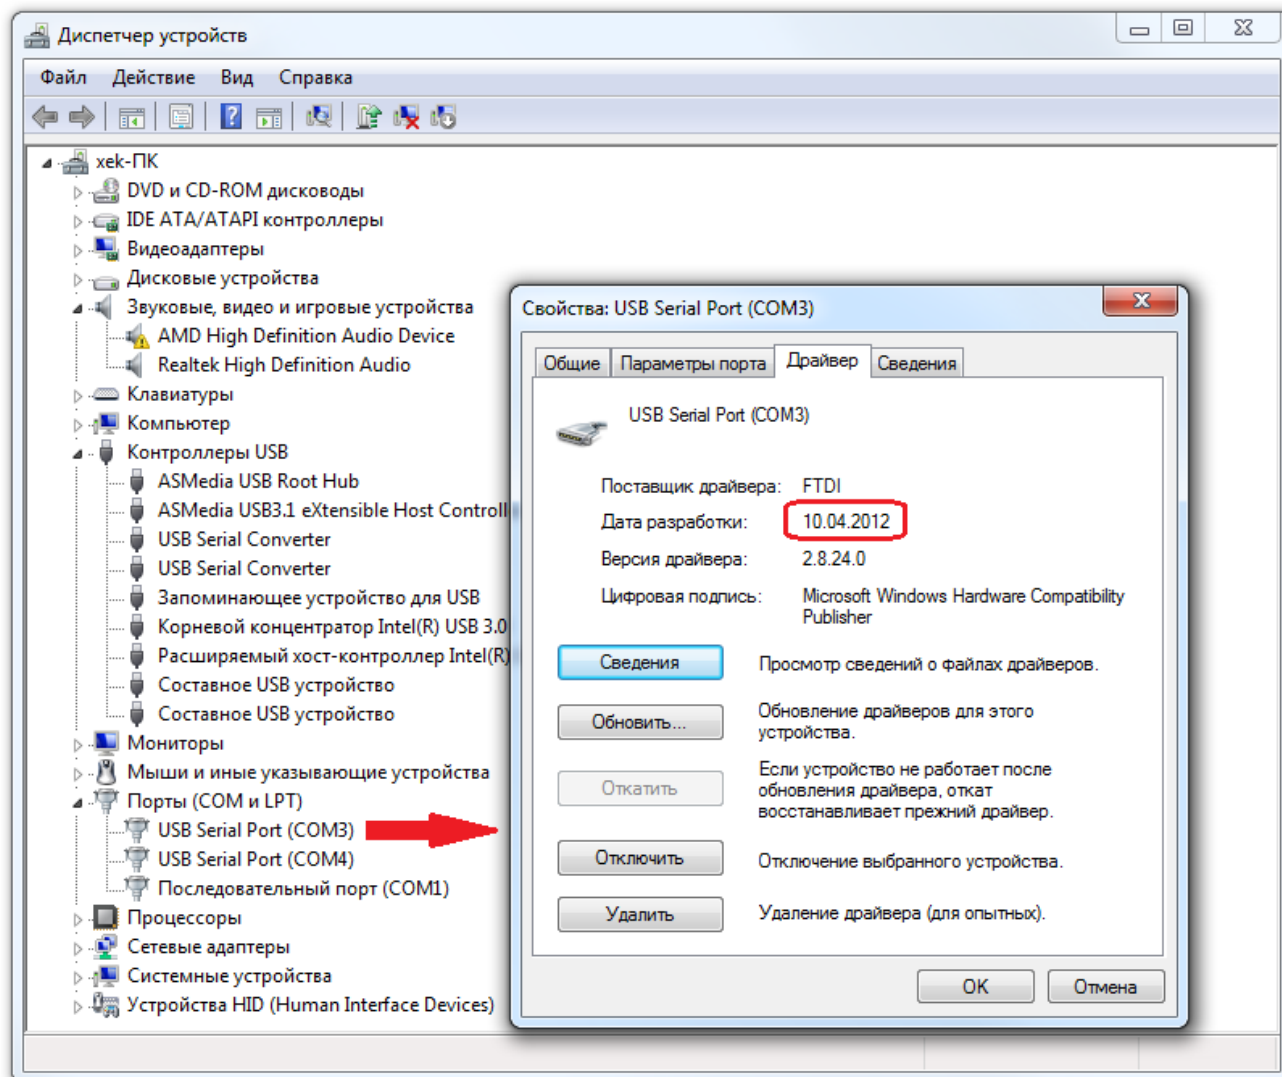 Диспетчер устройств
Файл Действие Вид Справка
xek-ПК
DVD и CD-ROM дисководы
IDE ATA/ATAPI контроллеры
Видеоадаптеры
Дисковые устройства
Звуковые, видео и игровые устройства
AMD High Definition Audio Device
Realtek High Definition Audio
Клавиатуры
Компьютер
Контроллеры USB
ASMedia USB Root Hub
ASMedia USB3.1 eXtensible Host Controll
USB Serial Converter
USB Serial Converter
Запоминающее устройство для USB
Корневой концентратор Intel(R) USB 3.0
Расширяемый хост-контроллер Intel(R)
Составное USB устройство
Составное USB устройство
Мониторы
Мыши и иные указывающие устройства
Порты (COM и LPT)
USB Serial Port (COM3)
USB Serial Port (COM4)
Последовательный порт (COM1)
Процессоры
Сетевые адаптеры
Системные устройства
Устройства HID (Human Interface Devices)
Свойства: USB Serial Port (COM3)
Общие Параметры порта Драйвер Сведения
USB Serial Port (COM3)
Поставщик драйвера: FTDI
Дата разработки: 10.04.2012
Версия драйвера: 2.8.24.0
Цифровая подпись: Microsoft Windows Hardware Compatibility
Publisher
Сведения Просмотр сведений о файлах драйверов.
Обновить... Обновление драйверов для этого
устройства.
Откатить Если устройство не работает после
обновления драйвера, откат
восстанавливает прежний драйвер.
Отключить Отключение выбранного устройства.
Удалить Удаление драйвера (для опытных).
OK Отмена